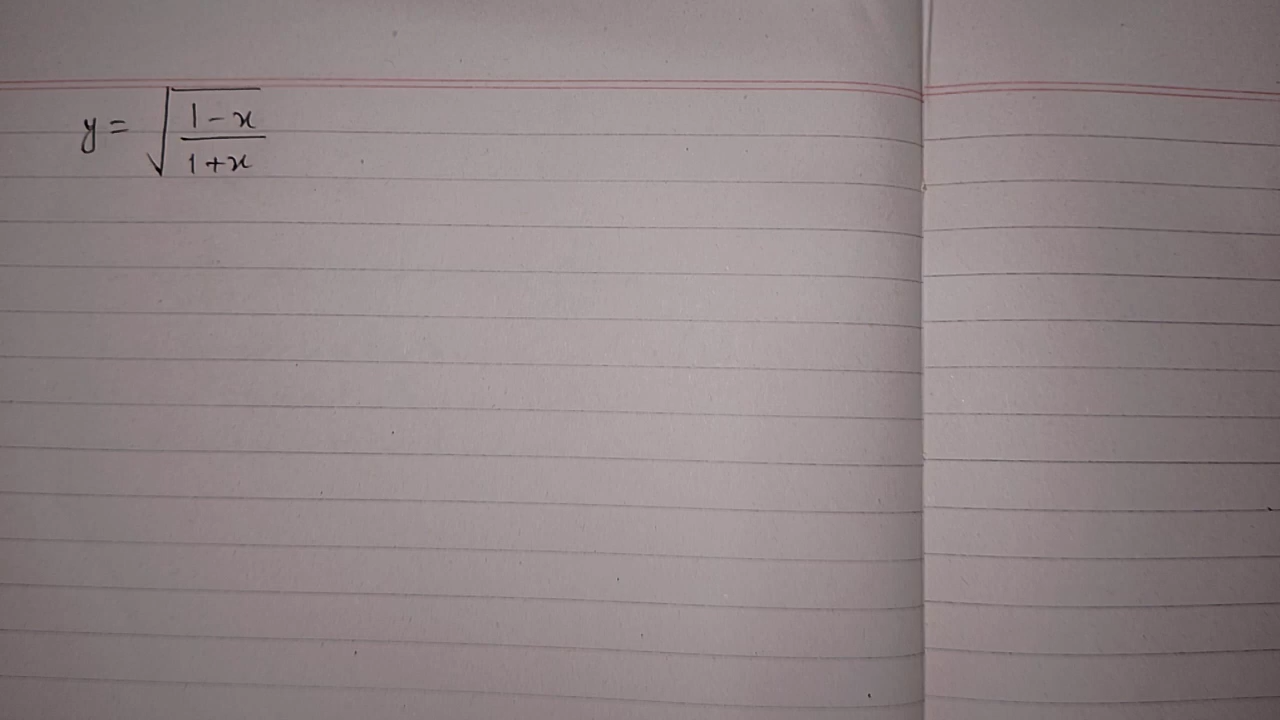 y = √((1-x)/(1+x))